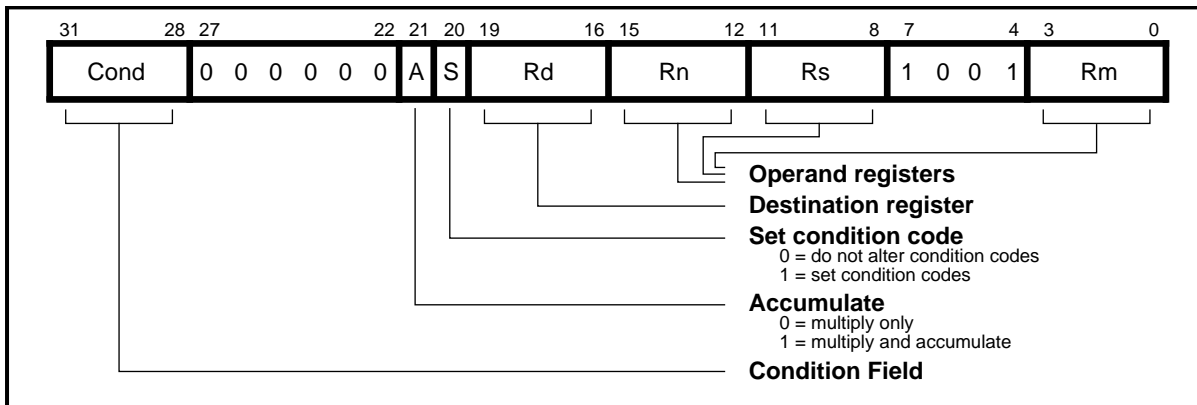 31 28 27 22 21 20 19 16 15 12 11 8 7 4 3 0
Cond 0 0 0 0 0 0 A S Rd Rn Rs 1 0 0 1 Rm
Operand registers
Destination register
Set condition code
0 = do not alter condition codes
1 = set condition codes
Accumulate
0 = multiply only
1 = multiply and accumulate
Condition Field